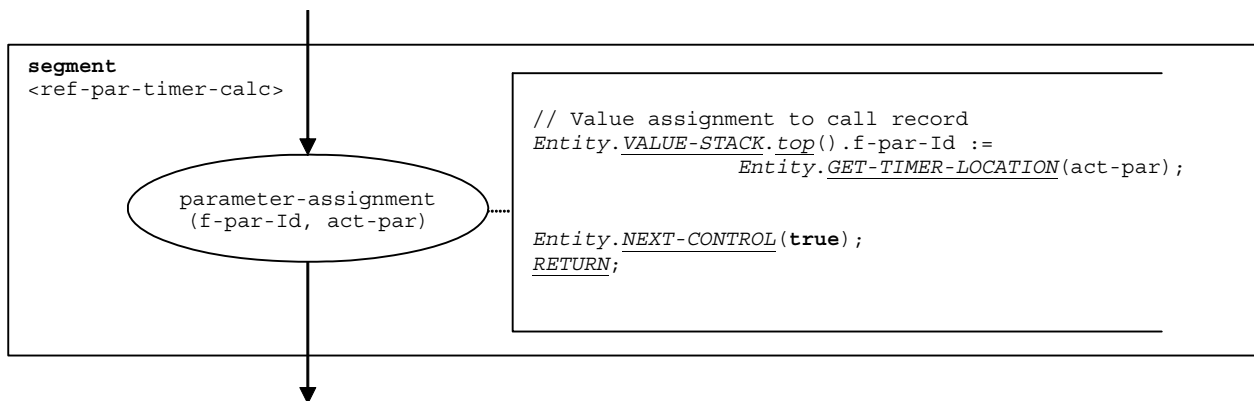 segment
<ref-par-timer-calc>
parameter-assignment
(f-par-Id, act-par)
// Value assignment to call record
Entity.VALUE-STACK.top().f-par-Id :=
Entity.GET-TIMER-LOCATION(act-par);
Entity.NEXT-CONTROL(true);
RETURN;